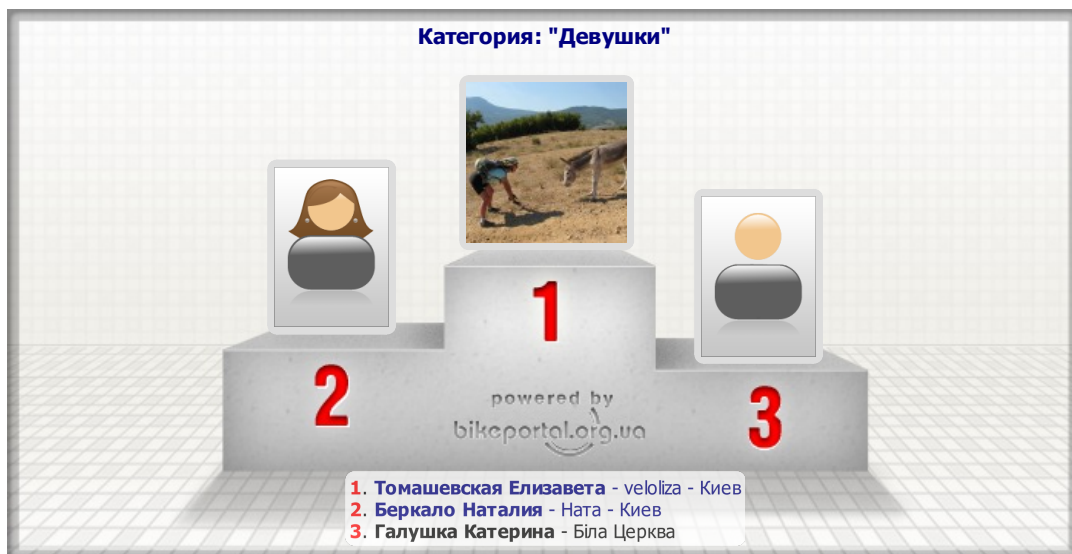 Категория: "Девушки"
1
2
3
powered by
bikeportal.org.ua
1. Томашевская Елизавета - veloliza - Киев
2. Беркало Наталия - Ната - Киев
3. Галушка Катерина - Біла Церква